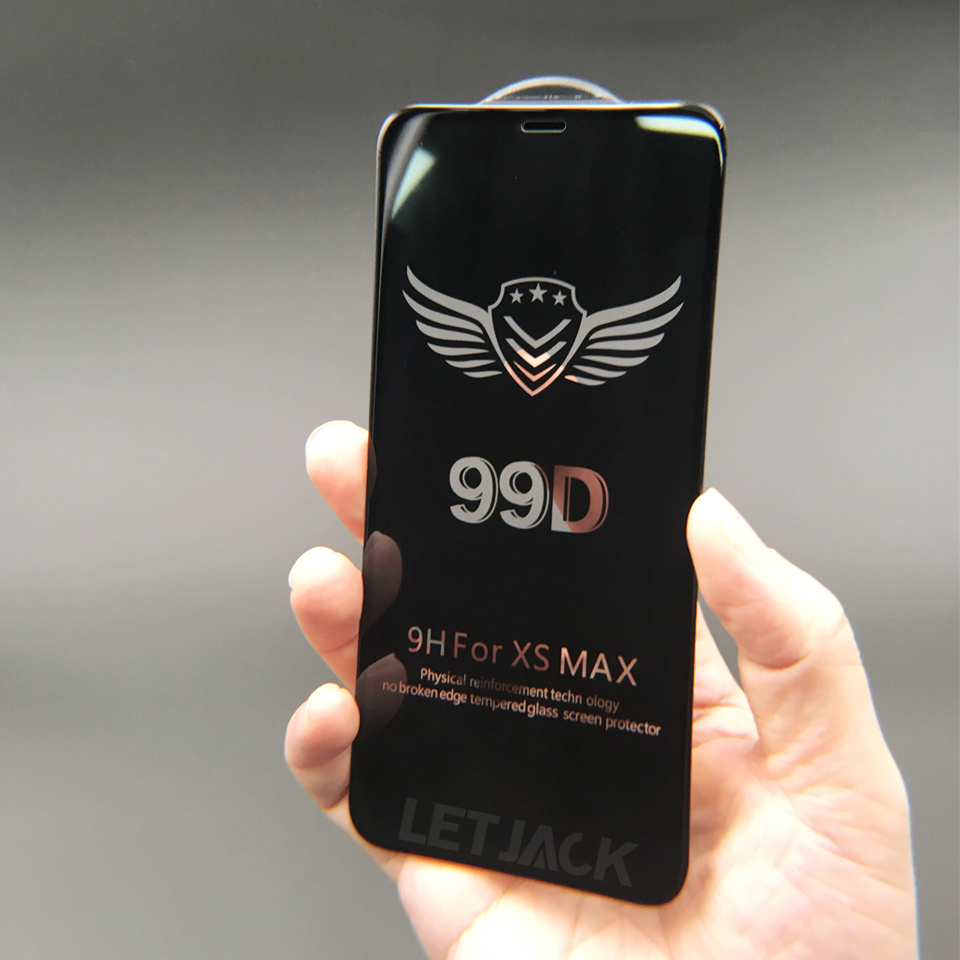 99D
9H For XS MAX
Physical reinforcement techn ology
no broken edge tempered glass screen protector
LETJACK